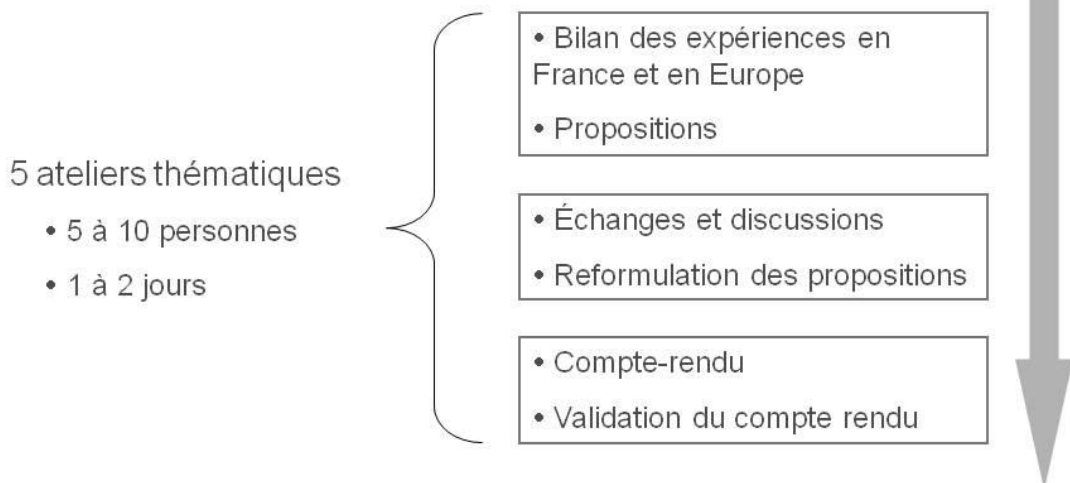 5 ateliers thématiques
• 5 à 10 personnes
• 1 à 2 jours
• Bilan des expériences en
France et en Europe
• Propositions
• Échanges et discussions
• Reformulation des propositions
• Compte-rendu
• Validation du compte rendu